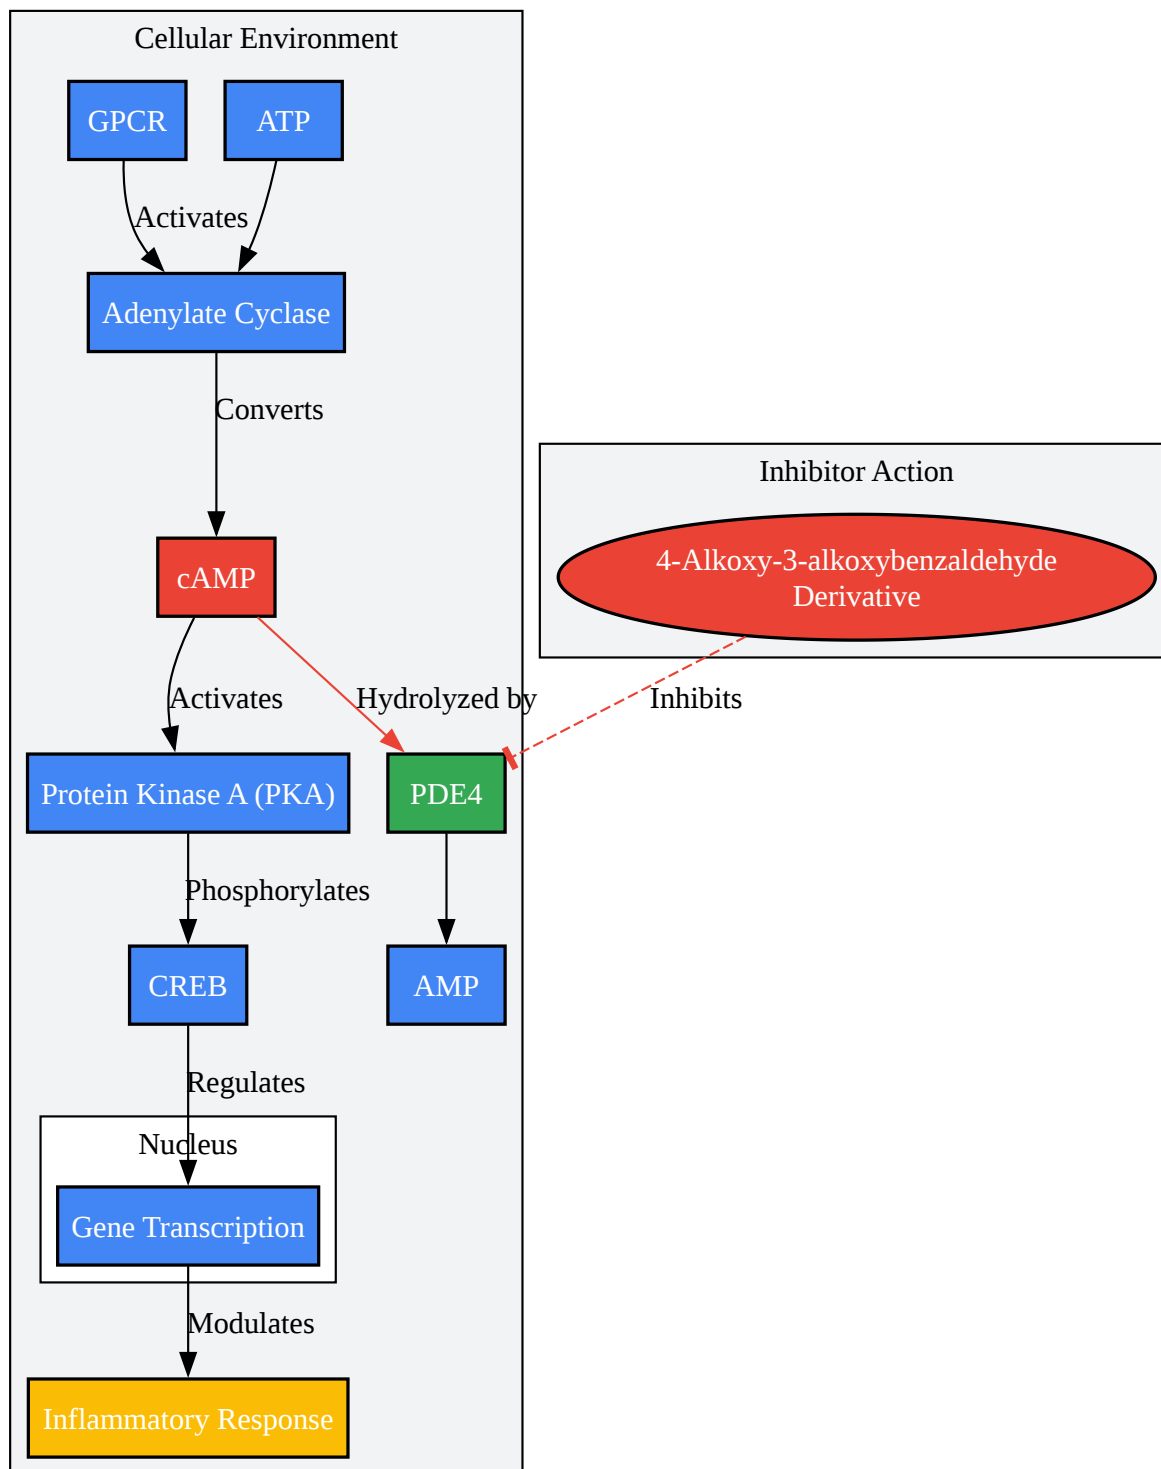 Cellular Environment
GPCR
ATP
Activates
Adenylate Cyclase
Converts
Inhibitor Action
4-Alkoxy-3-alkoxybenzaldehyde
Derivative
cAMP
Activates
Hydrolyzed by
Inhibits
Protein Kinase A (PKA)
PDE4
Phosphorylates
CREB
AMP
Regulates
Nucleus
Gene Transcription
Modulates
Inflammatory Response